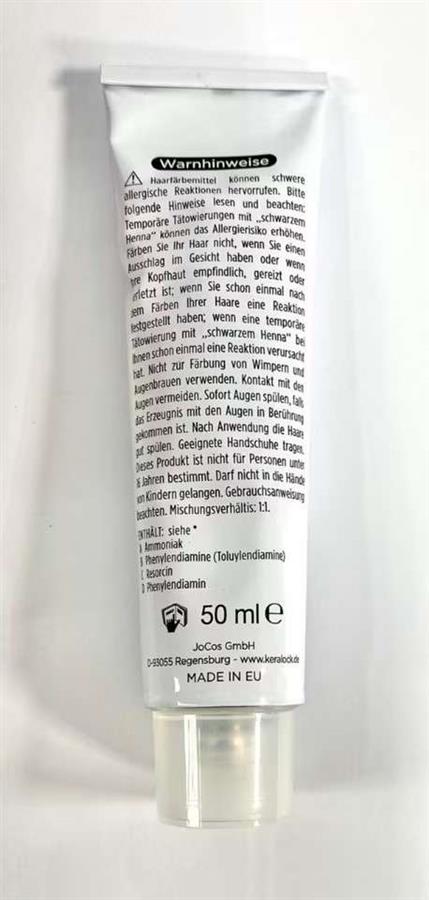 Warnhinweise
Haarfärbemittel können schwere
allergische Reaktionen hervorrufen. Bitte
folgende Hinweise lesen und beachten:
Temporäre Tätowierungen mit „schwarzem
Henna“ können das Allergierisiko erhöhen.
Färben Sie Ihr Haar nicht, wenn Sie einen
Ausschlag im Gesicht haben oder wenn
Ihre Kopfhaut empfindlich, gereizt oder
verletzt ist; wenn Sie schon einmal nach
dem Färben Ihrer Haare eine Reaktion
festgestellt haben; wenn eine temporäre
Tätowierung mit „schwarzem Henna“ bei
Ihnen schon einmal eine Reaktion verursacht
hat. Nicht zur Färbung von Wimpern und
Augenbrauen verwenden. Kontakt mit den
Augen vermeiden. Sofort Augen spülen, falls
das Erzeugnis mit den Augen in Berührung
gekommen ist. Nach Anwendung die Haare
gut spülen. Geeignete Handschuhe tragen.
Dieses Produkt ist nicht für Personen unter
16 Jahren bestimmt. Darf nicht in die Hände
von Kindern gelangen. Gebrauchsanweisung
beachten. Mischungsverhältnis: 1:1.
ENTHÄLT: siehe *
A Ammoniak
B Phenylendiamine (Toluylendiamine)
C Resorcin
D Phenylendiamin
50 ml e
JoCos GmbH
D-93055 Regensburg - www.keralock.de
MADE IN EU